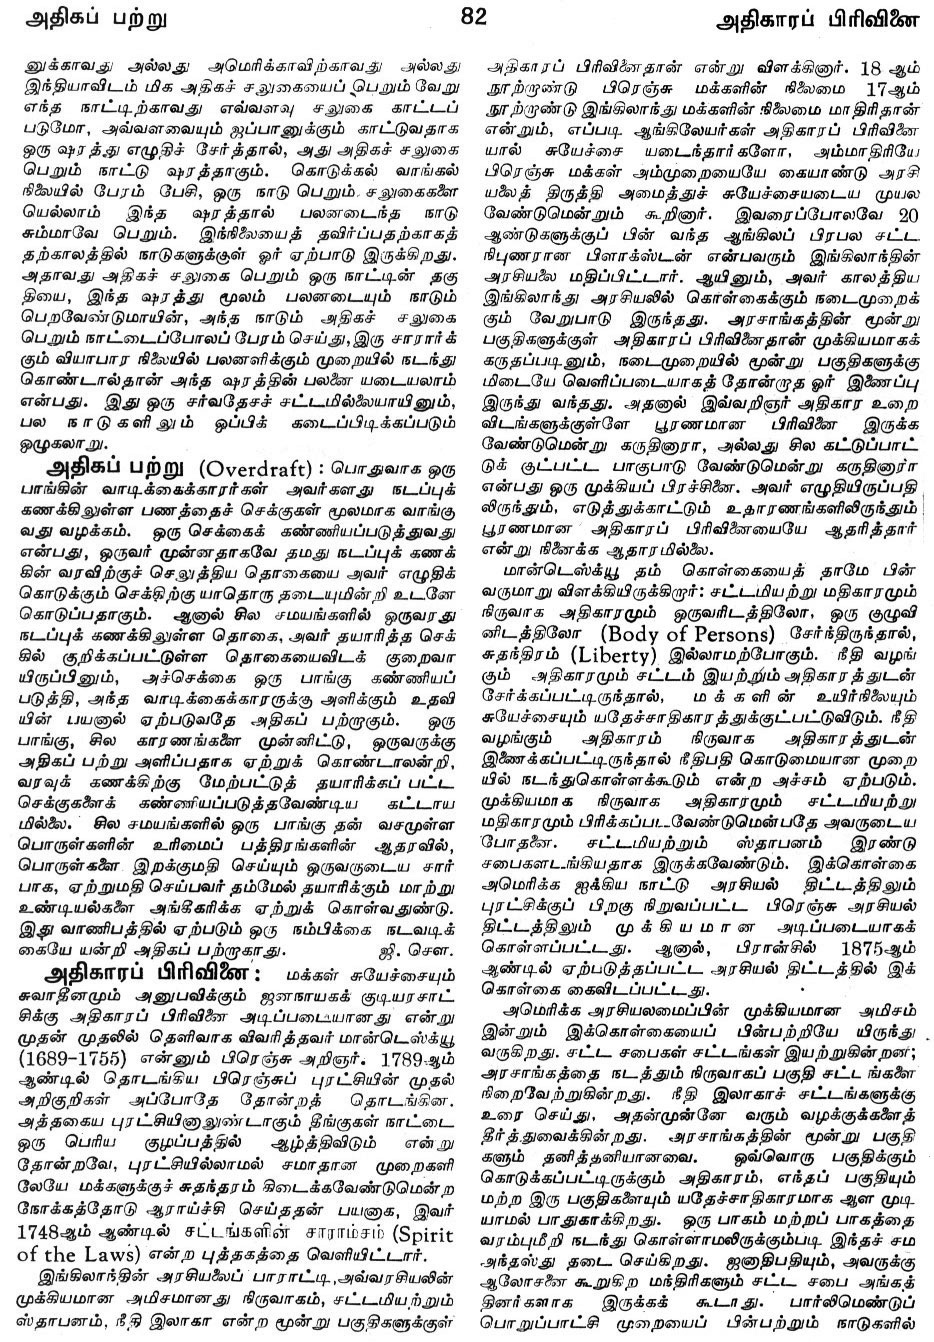 அதிகப் பற்று
82
அதிகாரப் பிரிவினை
னுக்காவது அல்லது அமெரிக்காவிற்காவது அல்லது
இந்தியாவிடம் மிக அதிகச் சலுகையைப் பெறும் வேறு
எந்த நாட்டிற்காவது எவ்வளவு சலுகை காட்டப்
படுமோ, அவ்வளவையும் ஜப்பானுக்கும் காட்டுவதாக
ஒரு ஷரத்து எழுதிச் சேர்த்தால், அது அதிகச் சலுகை
பெறும் நாட்டு ஷரத்தாகும். கொடுக்கல் வாங்கல்
நிலையில் பேரம் பேசி, ஒரு நாடு பெறும் சலுகைகளை
யெல்லாம் இந்த ஷரத்தால் பலனடைந்த நாடு
சும்மாவே பெறும். இந்நிலையைத் தவிர்ப்பதற்காகத்
தற்காலத்தில் நாடுகளுக்குள் ஓர் ஏற்பாடு இருக்கிறது.
அதாவது அதிகச் சலுகை பெறும் ஒரு நாட்டின் தகு
தியை, இந்த ஷரத்து மூலம் பலனடையும் நாடும்
பெறவேண்டுமாயின், அந்த நாடும் அதிகச் சலுகை
பெறும் நாட்டைப்போலப் பேரம் செய்து, இரு சாரார்க்
கும் வியாபார நிலையில் பலனளிக்கும் முறையில் நடந்து
கொண்டால்தான் அந்த ஷரத்தின் பலனை யடையலாம்
என்பது. இது ஒரு சர்வதேசச் சட்டமில்லையாயினும்,
பல நாடுகளிலும் ஒப்பிக் கடைப்பிடிக்கப்படும்
ஒழுகலாறு.
அதிகப் பற்று (Overdraft) : பொதுவாக ஒரு
பாங்கின் வாடிக்கைக்காரர்கள் அவர்களது நடப்புக்
கணக்கிலுள்ள பணத்தைச் செக்குகள் மூலமாக வாங்கு
வது வழக்கம். ஒரு செக்கைக் கண்ணியப்படுத்துவது
என்பது, ஒருவர் முன்னதாகவே தமது நடப்புக் கணக்
கின் வரவிற்குச் செலுத்திய தொகையை அவர் எழுதிக்
கொடுக்கும் செக்கிற்கு யாதொரு தடையுமின்றி உடனே
கொடுப்பதாகும். ஆனால் சில சமயங்களில் ஒருவரது
நடப்புக் கணக்கிலுள்ள தொகை, அவர் தயாரித்த செக்
கில் குறிக்கப்பட்டுள்ள தொகையைவிடக் குறைவா
யிருப்பினும், அச்செக்கை ஒரு பாங்கு கண்ணியப்
படுத்தி, அந்த வாடிக்கைக்காரருக்கு அளிக்கும் உதவி
யின் பயனால் ஏற்படுவதே அதிகப் பற்றாகும். ஒரு
பாங்கு, சில காரணங்களை முன்னிட்டு, ஒருவருக்கு
அதிகப் பற்று அளிப்பதாக ஏற்றுக் கொண்டாலன்றி,
வரவுக் கணக்கிற்கு மேற்பட்டுத் தயாரிக்கப் பட்ட
செக்குகளைக் கண்ணியப்படுத்தவேண்டிய கட்டாய
மில்லை. சில சமயங்களில் ஒரு பாங்கு தன் வசமுள்ள
பொருள்களின் உரிமைப் பத்திரங்களின் ஆதரவில்,
பொருள்களை இறக்குமதி செய்யும் ஒருவருடைய சார்
பாக, ஏற்றுமதி செய்பவர் தம்மேல் தயாரிக்கும் மாற்று
உண்டியல்களை அங்கீகரிக்க ஏற்றுக் கொள்வதுண்டு.
இது வாணிபத்தில் ஏற்படும் ஒரு நம்பிக்கை நடவடிக்
கையே யன்றி அதிகப் பற்றாகாது. ஜி. சௌ.
அதிகாரப் பிரிவினை : மக்கள் சுயேச்சையும்
சுவாதீனமும் அனுபவிக்கும் ஜனநாயகக் குடியரசாட்
சிக்கு அதிகாரப் பிரிவினை அடிப்படையானது என்று
முதன் முதலில் தெளிவாக விவரித்தவர் மான்டெஸ்க்யூ
(1689-1755) என்னும் பிரெஞ்சு அறிஞர். 1789ஆம்
ஆண்டில் தொடங்கிய பிரெஞ்சுப் புரட்சியின் முதல்
அறிகுறிகள் அப்போதே தோன்றத் தொடங்கின.
அத்தகைய புரட்சியினாலுண்டாகும் தீங்குகள் நாட்டை
ஒரு பெரிய குழப்பத்தில் ஆழ்த்திவிடும் என்று
தோன்றவே, புரட்சியில்லாமல் சமாதான முறைகளி
லேயே மக்களுக்குச் சுதந்தரம் கிடைக்கவேண்டுமென்ற
நோக்கத்தோடு ஆராய்ச்சி செய்ததன் பயனாக, இவர்
1748ஆம் ஆண்டில் சட்டங்களின் சாராம்சம் (Spirit
of the Laws) என்ற புத்தகத்தை வெளியிட்டார்.
இங்கிலாந்தின் அரசியலைப் பாராட்டி, அவ்வரசியலின்
முக்கியமான அமிசமானது நிருவாகம், சட்டமியற்றும்
ஸ்தாபனம், நீதி இலாகா என்ற மூன்று பகுதிகளுக்குள்
அதிகாரப் பிரிவினைதான் என்று விளக்கினார். 18 ஆம்
நூற்றாண்டு பிரெஞ்சு மக்களின் நிலைமை 17ஆம்
நூற்றாண்டு இங்கிலாந்து மக்களின் நிலைமை மாதிரிதான்
என்றும், எப்படி ஆங்கிலேயர்கள் அதிகாரப் பிரிவினை
யால் சுயேச்சை யடைந்தார்களோ, அம்மாதிரியே
பிரெஞ்சு மக்கள் அம்முறையையே கையாண்டு அரசி
யலைத் திருத்தி அமைத்துச் சுயேச்சையடைய முயல
வேண்டுமென்றும் கூறினார். இவரைப்போலவே 20
ஆண்டுகளுக்குப் பின் வந்த ஆங்கிலப் பிரபல சட்ட
நிபுணரான பிளாக்ஸ்டன் என்பவரும் இங்கிலாந்தின்
அரசியலை மதிப்பிட்டார். ஆயினும், அவர் காலத்திய
இங்கிலாந்து அரசியலில் கொள்கைக்கும் நடைமுறைக்
கும் வேறுபாடு இருந்தது. அரசாங்கத்தின் மூன்று
பகுதிகளுக்குள் அதிகாரப் பிரிவினைதான் முக்கியமாகக்
கருதப்படினும், நடைமுறையில் மூன்று பகுதிகளுக்கு
மிடையே வெளிப்படையாகத் தோன்றாத ஓர் இணைப்பு
இருந்து வந்தது. அதனால் இவ்வறிஞர் அதிகார உறை
விடங்களுக்குள்ளே பூரணமான பிரிவினை இருக்க
வேண்டுமென்று கருதினாரா, அல்லது சில கட்டுப்பாட்
டுக் குட்பட்ட பாகுபாடு வேண்டுமென்று கருதினாரா
என்பது ஒரு முக்கியப் பிரச்சினை. அவர் எழுதியிருப்பதி
லிருந்தும், எடுத்துக்காட்டும் உதாரணங்களிலிருந்தும்
பூரணமான அதிகாரப் பிரிவினையையே ஆதரித்தார்
என்று நினைக்க ஆதாரமில்லை.
மான்டெஸ்க்யூ தம் கொள்கையைத் தாமே பின்
வருமாறு விளக்கியிருக்கிறார்: சட்டமியற்று மதிகாரமும்
நிருவாக அதிகாரமும் ஒருவரிடத்திலோ, ஒரு குழுவி
னிடத்திலோ (Body of Persons) சேர்ந்திருந்தால்,
சுதந்திரம் (Liberty) இல்லாமற்போகும். நீதி வழங்
கும் அதிகாரமும் சட்டம் இயற்றும் அதிகாரத்துடன்
சேர்க்கப்பட்டிருந்தால், மக்களின் உயிர்நிலையும்
சுயேச்சையும் யதேச்சாதிகாரத்துக்குட்பட்டுவிடும். நீதி
வழங்கும் அதிகாரம் நிருவாக அதிகாரத்துடன்
இணைக்கப்பட்டிருந்தால் நீதிபதி கொடுமையான முறை
யில் நடந்துகொள்ளக்கூடும் என்ற அச்சம் ஏற்படும்.
முக்கியமாக நிருவாக அதிகாரமும் சட்டமியற்று
மதிகாரமும் பிரிக்கப்படவேண்டுமென்பதே அவருடைய
போதனை. சட்டமியற்றும் ஸ்தாபனம் இரண்டு
சபைகளடங்கியதாக இருக்கவேண்டும். இக்கொள்கை
அமெரிக்க ஐக்கிய நாட்டு அரசியல் திட்டத்திலும்
புரட்சிக்குப் பிறகு நிறுவப்பட்ட பிரெஞ்சு அரசியல்
திட்டத்திலும் முக்கியமான அடிப்படையாகக்
கொள்ளப்பட்டது. ஆனால், பிரான்சில் 1875ஆம்
ஆண்டில் ஏற்படுத்தப்பட்ட அரசியல் திட்டத்தில் இக்
கொள்கை கைவிடப்பட்டது.
அமெரிக்க அரசியலமைப்பின் முக்கியமான அமிசம்
இன்றும் இக்கொள்கையைப் பின்பற்றியே யிருந்து
வருகிறது. சட்ட சபைகள் சட்டங்கள் இயற்றுகின்றன;
அரசாங்கத்தை நடத்தும் நிருவாகப் பகுதி சட்டங்களை
நிறைவேற்றுகின்றது. நீதி இலாகாச் சட்டங்களுக்கு
உரை செய்து, அதன்முன்னே வரும் வழக்குக்களைத்
தீர்த்துவைக்கின்றது. அரசாங்கத்தின் மூன்று பகுதி
களும் தனித்தனியானவை. ஒவ்வொரு பகுதிக்கும்
கொடுக்கப்பட்டிருக்கும் அதிகாரம், எந்தப் பகுதியும்
மற்ற இரு பகுதிகளையும் யதேச்சாதிகாரமாக ஆள முடி
யாமல் பாதுகாக்கிறது. ஒரு பாகம் மற்றப் பாகத்தை
வரம்புமீறி நடந்து கொள்ளாமலிருக்கும்படி இந்தச் சம
அந்தஸ்து தடை செய்கிறது. ஜனாதிபதியும், அவருக்கு
ஆலோசனை கூறுகிற மந்திரிகளும் சட்ட சபை அங்கத்
தினர்களாக இருக்கக் கூடாது. பார்லிமெண்டுப்
பொறுப்பாட்சி முறையைப் பின்பற்றும் நாடுகளில்